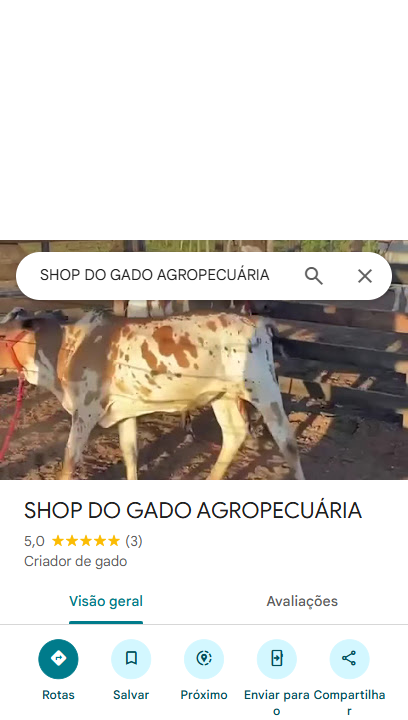 SHOP DO GADO AGROPECUÁRIA
SHOP DO GADO AGROPECUÁRIA
5,0 (3)
Criador de gado
Visão geral Avaliações
Rotas Salvar Próximo Enviar para o Compartilhar